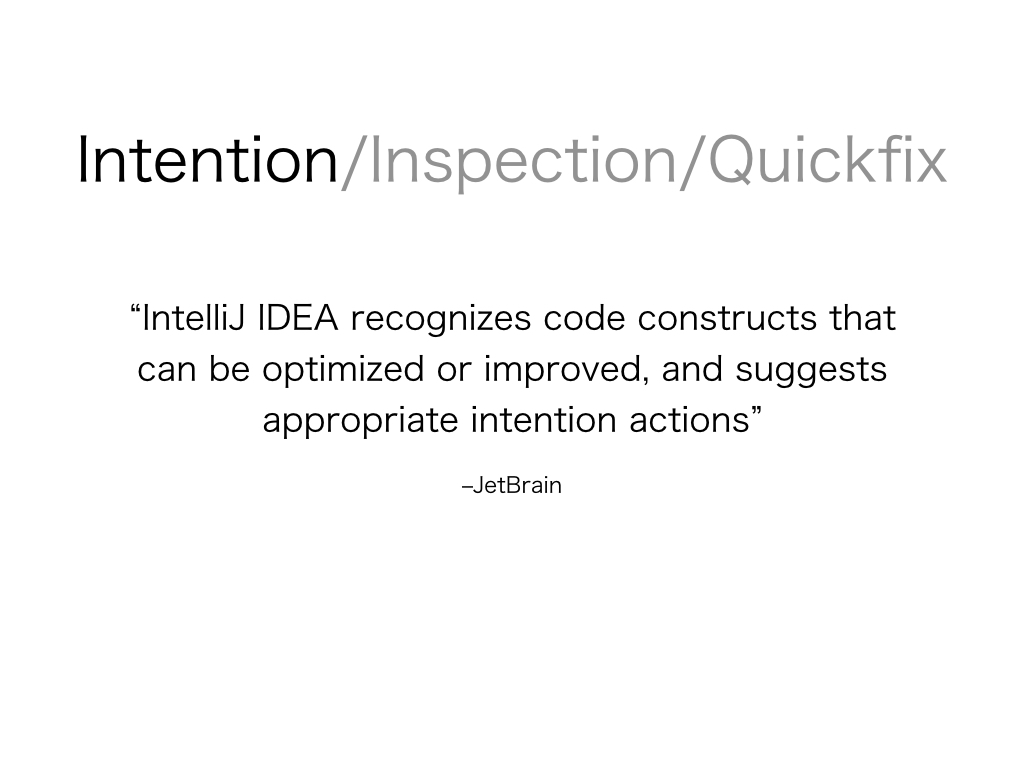 Intention/Inspection/Quickfix
“IntelliJ IDEA recognizes code constructs that
can be optimized or improved, and suggests
appropriate intention actions”
–JetBrain